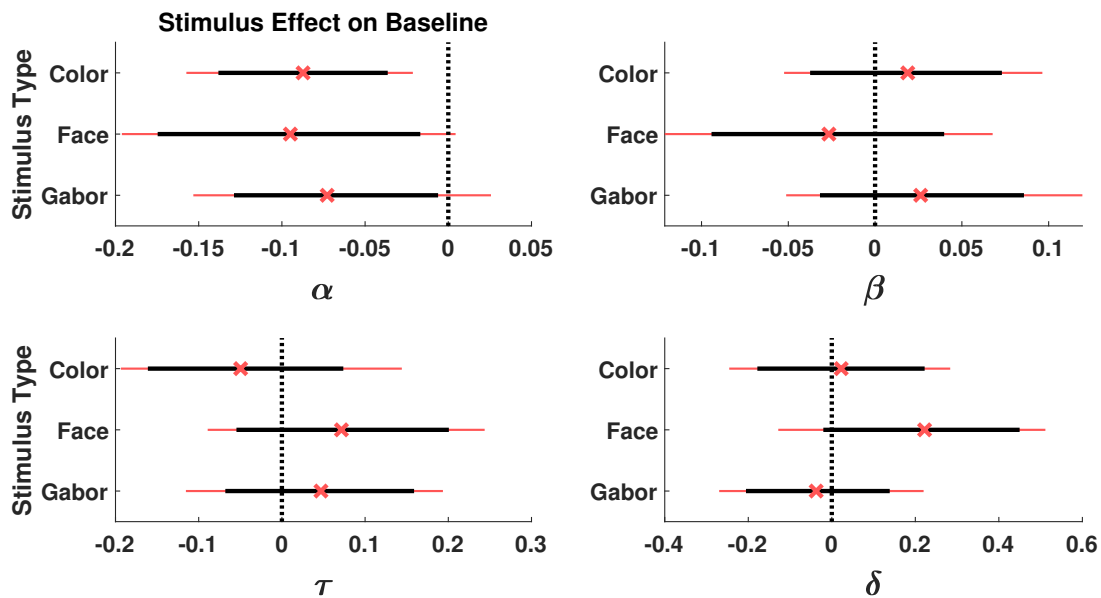 Stimulus Effect on Baseline
Stimulus Type
Color
Face
Gabor
-0.2 -0.15 -0.1 -0.05 0 0.05
α
Color
Face
Gabor
-0.1 -0.05 0 0.05 0.1
β
Stimulus Type
Color
Face
Gabor
-0.2 -0.1 0 0.1 0.2 0.3
τ
Color
Face
Gabor
-0.4 -0.2 0 0.2 0.4 0.6
δ